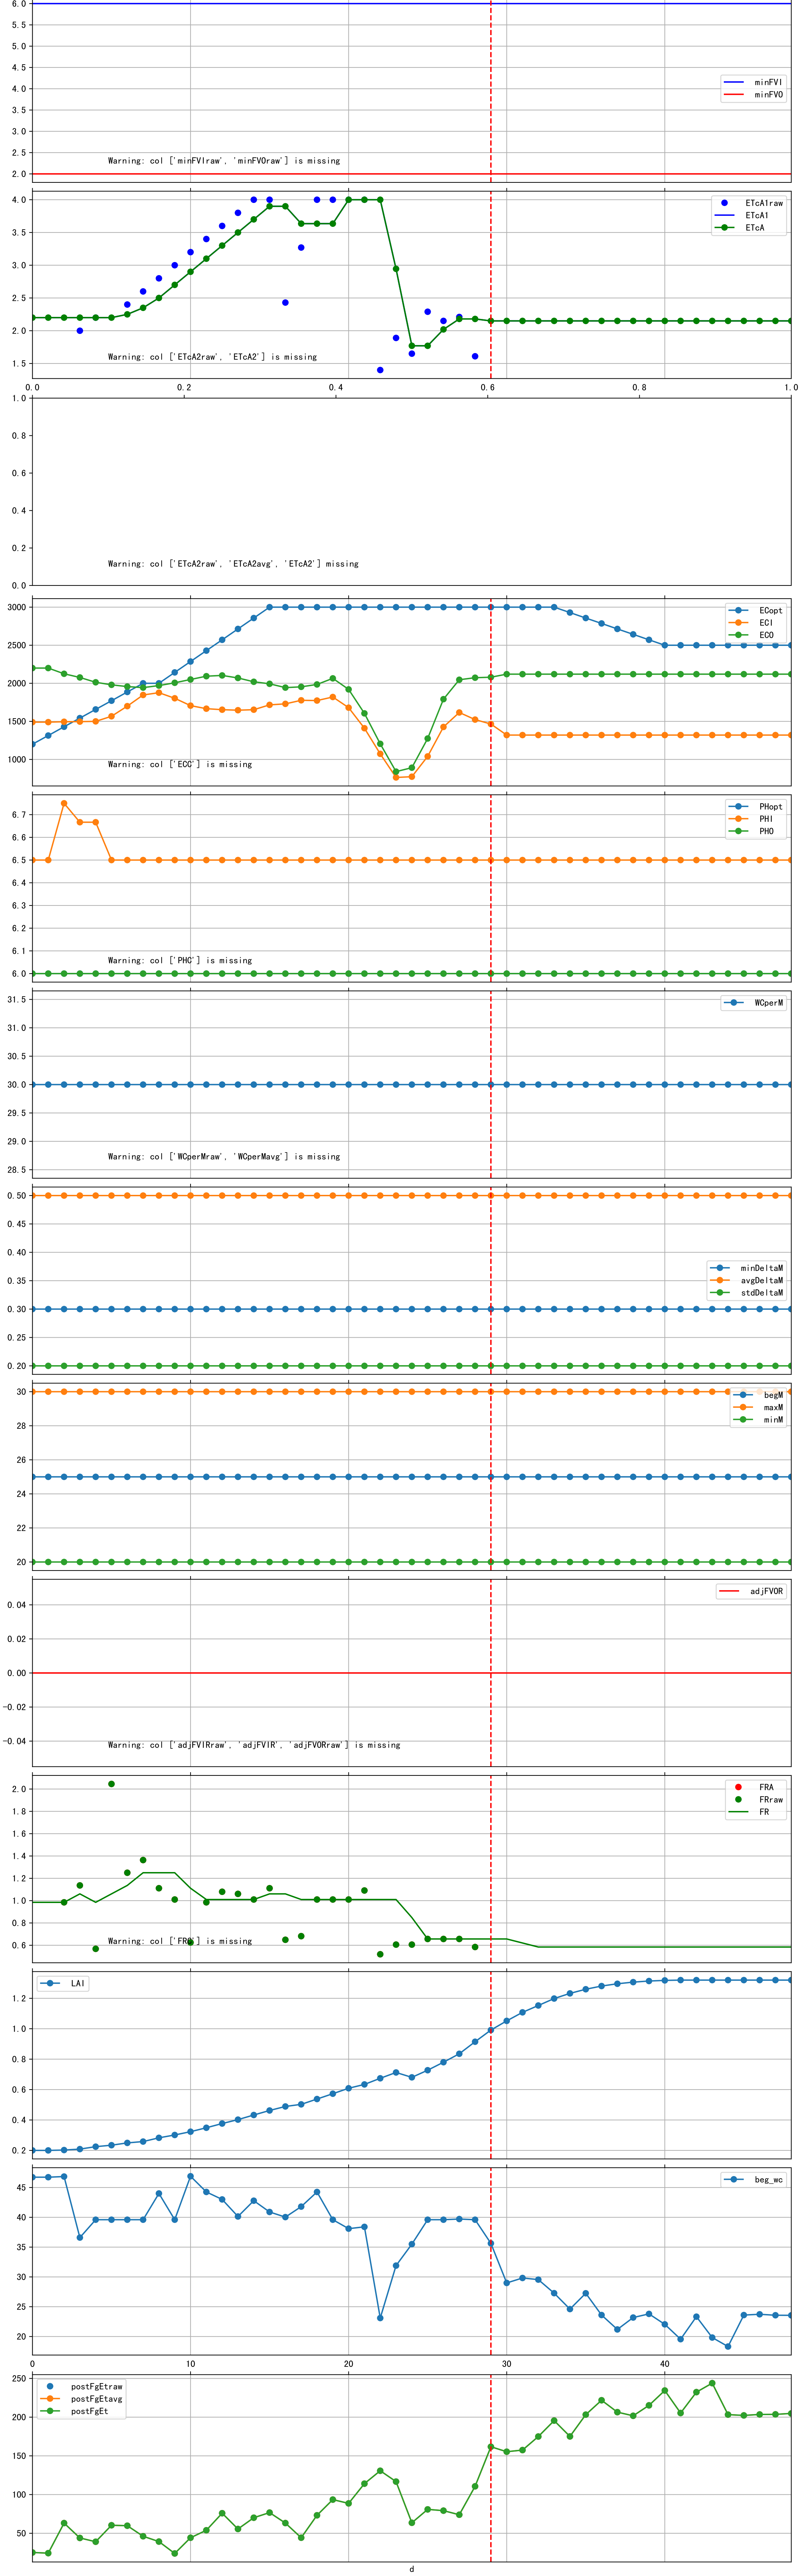 6.0
5.5
5.0
4.5
4.0
3.5
3.0
2.5
2.0
minFVI
minFVO
Warning: col ['minFVIraw', 'minFVOraw'] is missing
4.0
3.5
3.0
2.5
2.0
1.5
ETcA1raw
ETcA1
ETcA
Warning: col ['ETcA2raw', 'ETcA2'] is missing
0.0 0.2 0.4 0.6 0.8 1.0
1.0
0.8
0.6
0.4
0.2
0.0
Warning: col ['ETcA2raw', 'ETcA2avg', 'ETcA2'] missing
3000
2500
2000
1500
1000
ECopt
ECI
ECO
Warning: col ['ECC'] is missing
6.7
6.6
6.5
6.4
6.3
6.2
6.1
6.0
PHopt
PHI
PHO
Warning: col ['PHC'] is missing
31.5
31.0
30.5
30.0
29.5
29.0
28.5
WCperM
Warning: col ['WCperMraw', 'WCperMavg'] is missing
0.50
0.45
0.40
0.35
0.30
0.25
0.20
minDeltaM
avgDeltaM
stdDeltaM
30
28
26
24
22
20
begM
maxM
minM
0.04
0.02
0.00
−0.02
−0.04
adjFVOR
Warning: col ['adjFVIRraw', 'adjFVIR', 'adjFVORraw'] is missing
2.0
1.8
1.6
1.4
1.2
1.0
0.8
0.6
FRA
FRraw
FR
Warning: col ['FRC'] is missing
1.2
1.0
0.8
0.6
0.4
0.2
LAI
45
40
35
30
25
20
beg_wc
0 10 20 30 40
250
200
150
100
50
postFgEtraw
postFgEtavg
postFgEt
d